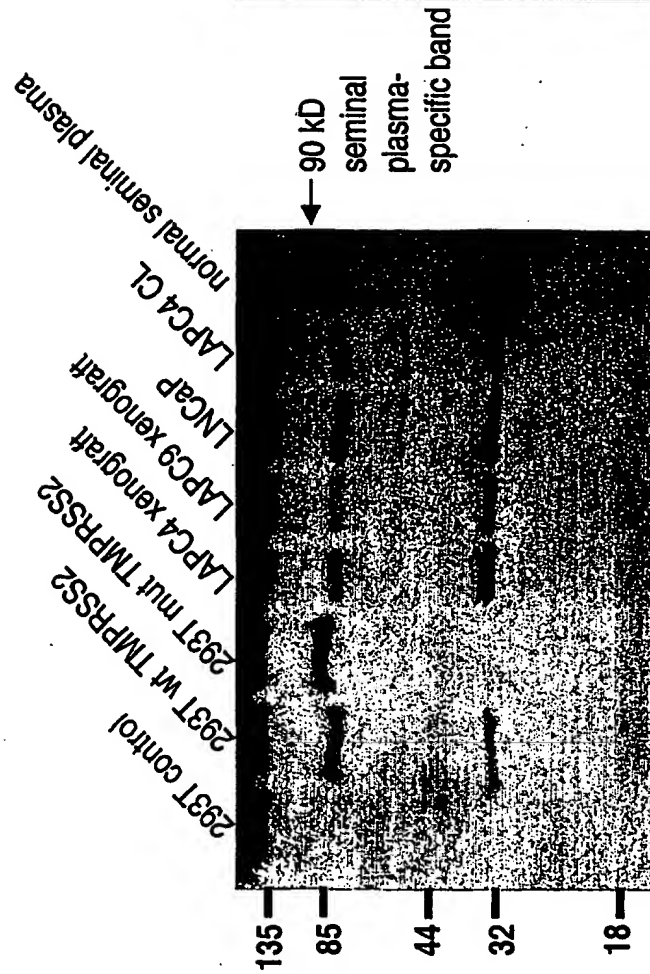 293T control
293T wt TMPRSS2
293T mut TMPRSS2
LAPC4 xenograft
LAPC9 xenograft
LNCaP
LAPC4 CL
normal seminal plasma
135
85
44
32
18
90 kD
seminal
plasma-
specific band